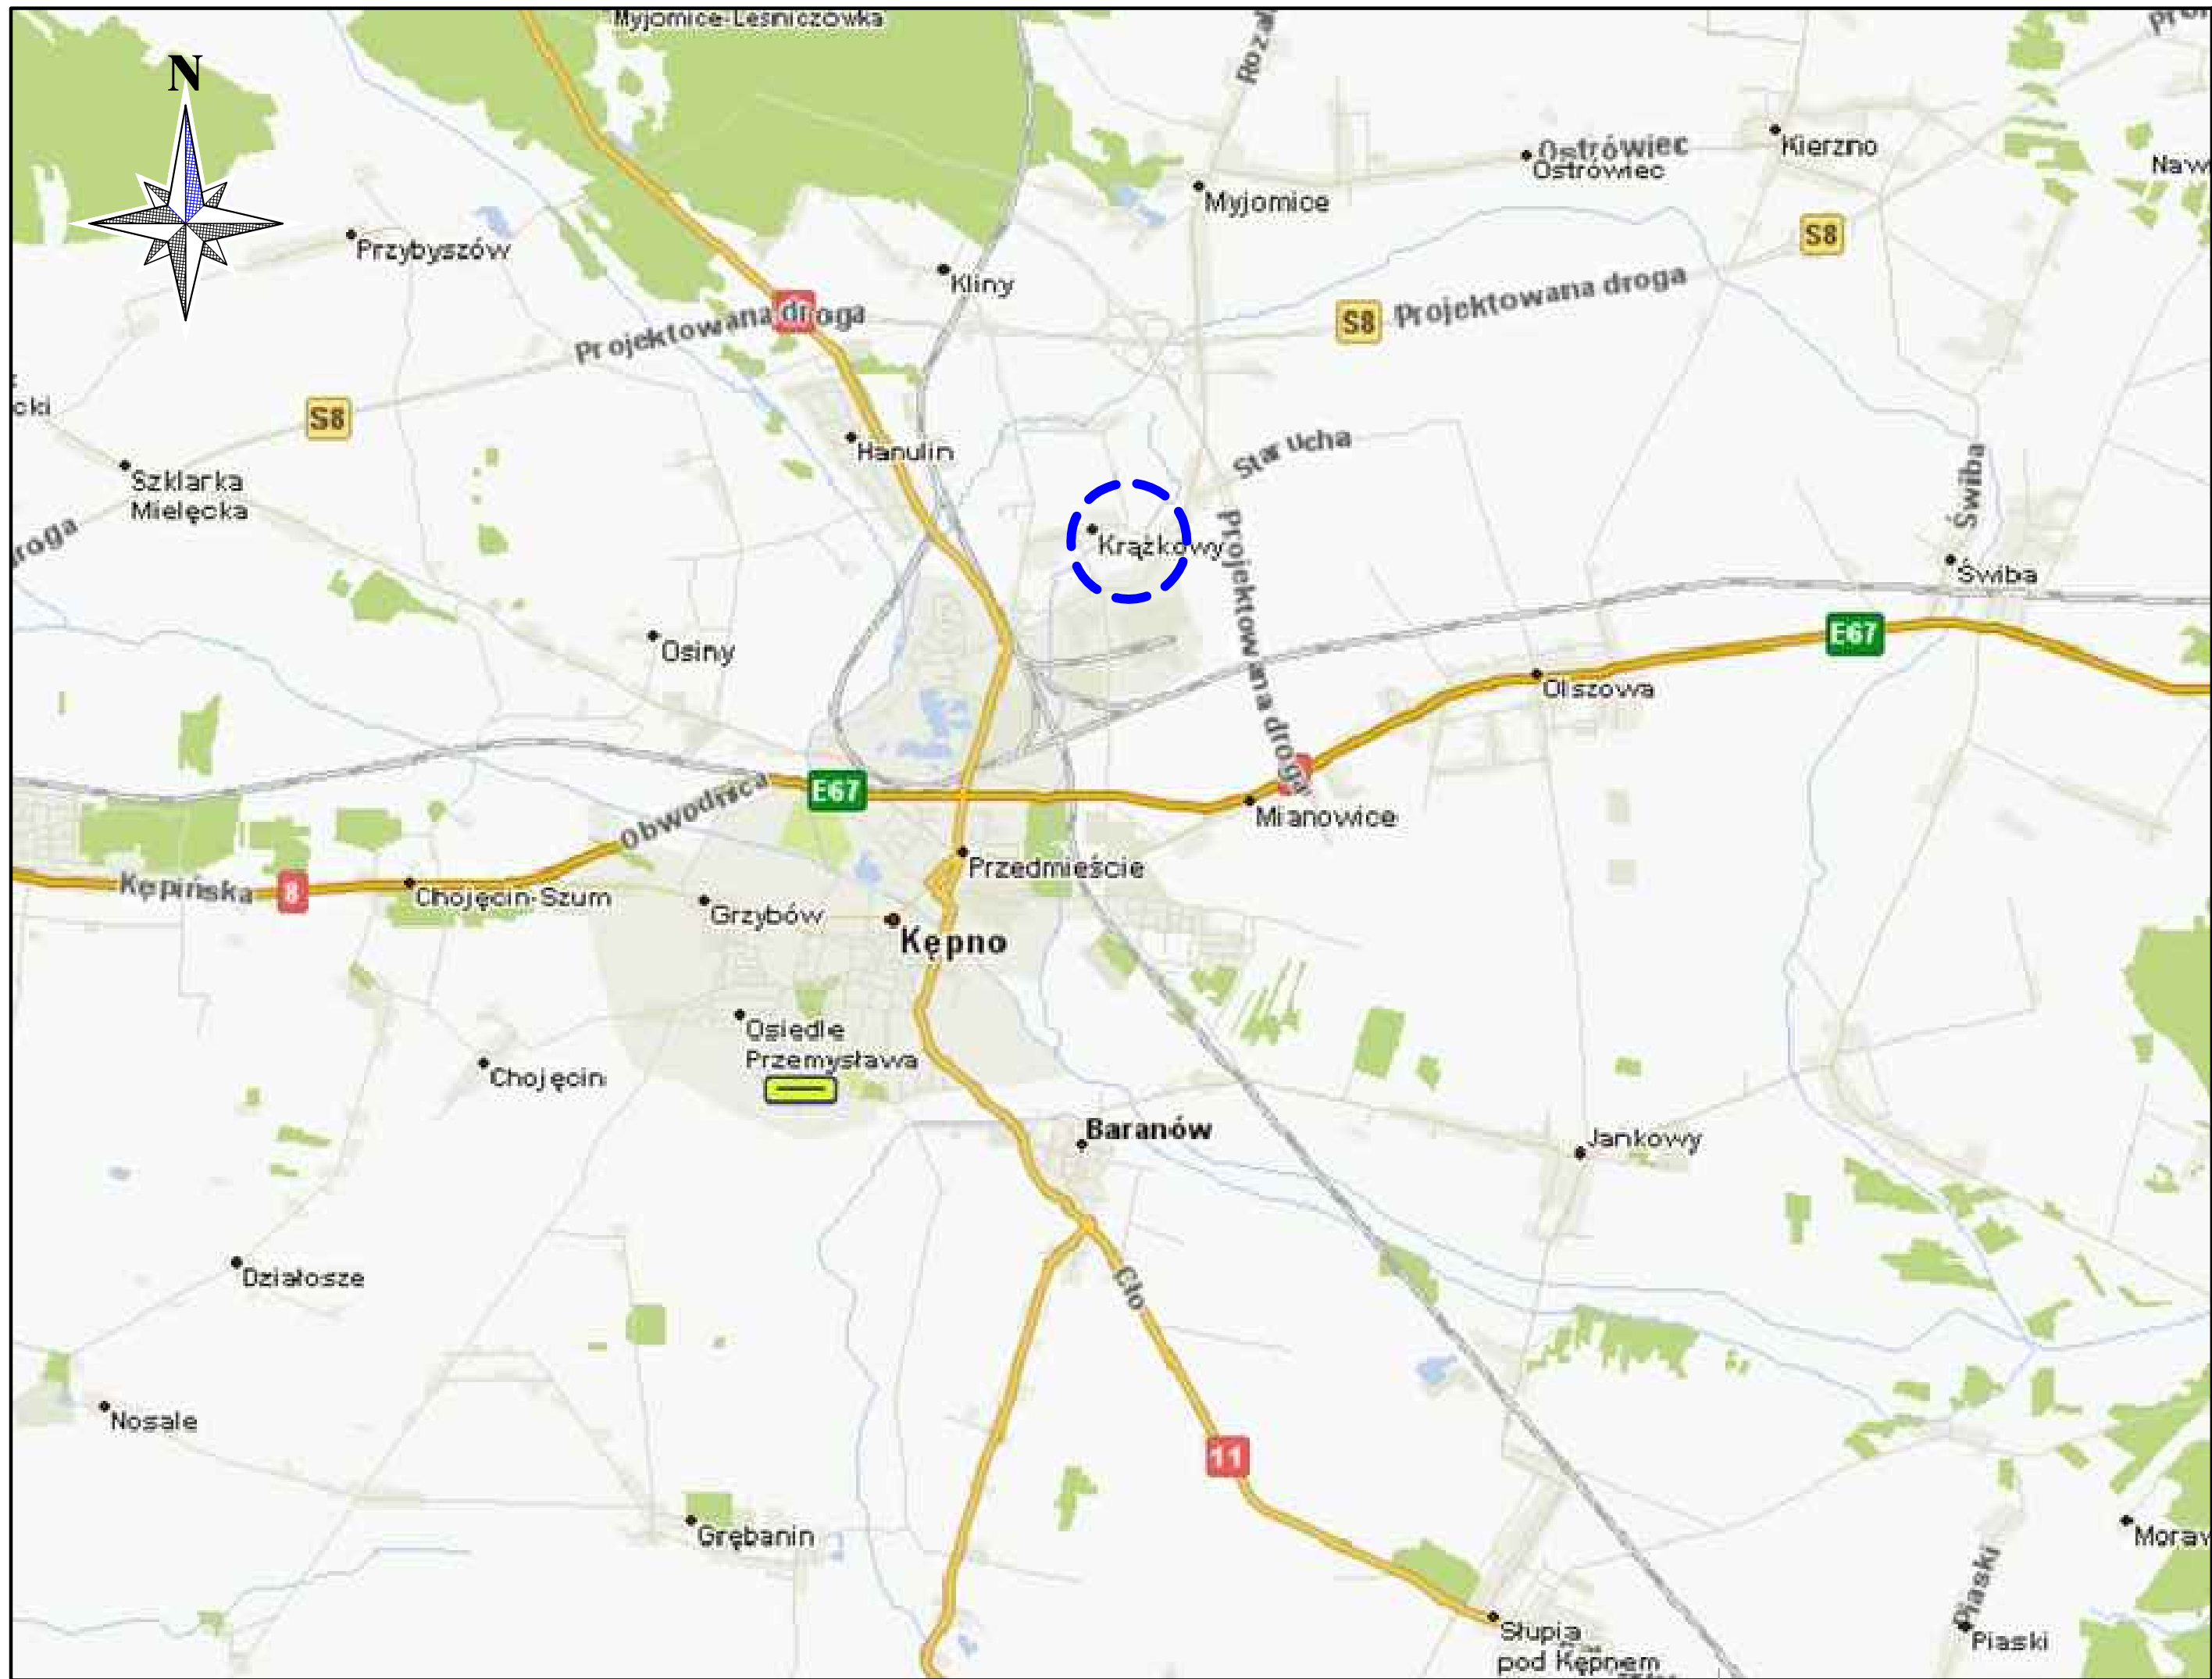 Myjomice-Leśniczówka
N
Kierzno
Ostrówiec
Ostrówiec
Myjomice
Przybyszów
S8
Kliny
Projektowana droga
S8
Projektowana droga
S8
Hanulin
Starucha
Szklarka
Mielęcka
Świba
Krążkowy
Projektowana droga
Świba
E67
Osiny
Olszowa
E67
Obwodnica
Mianowice
Przedmieście
Kępińska
8
Chojęcin-Szum
Grzybów
Kępno
Osiedle
Przemysława
Chojęcin
Baranów
Jankowy
Działosze
Cło
Nosale
11
Grębanin
Piaski
Słupia
pod Kępnem
Piaski